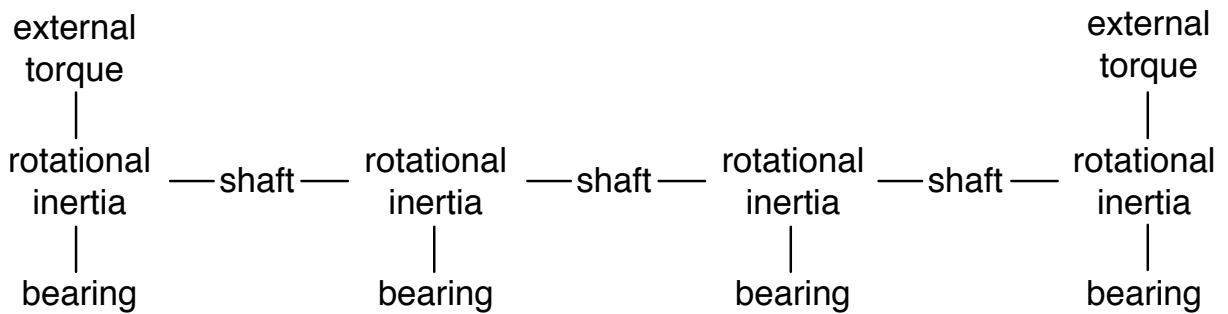 external
torque
external
torque
rotational
inertia
shaft
rotational
inertia
shaft
rotational
inertia
shaft
rotational
inertia
bearing
bearing
bearing
bearing